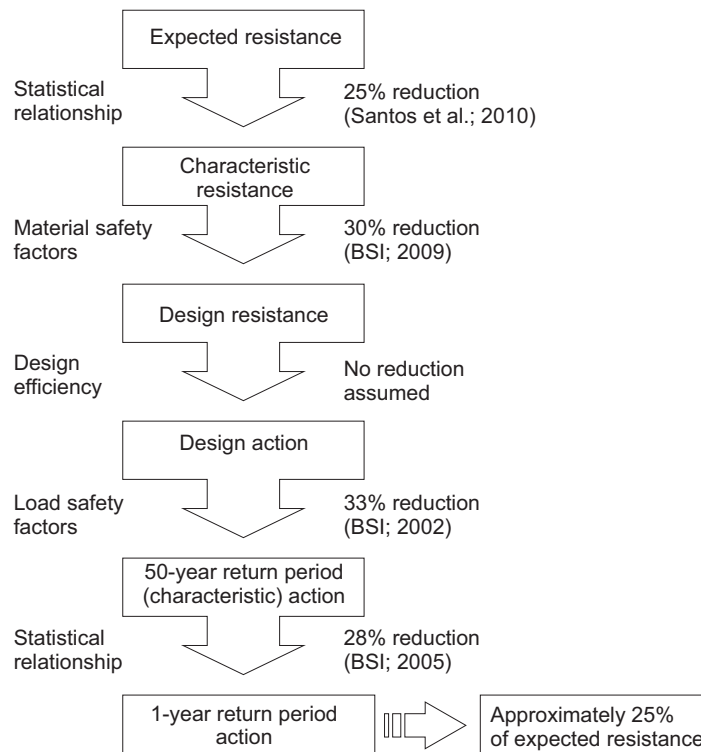 Expected resistance
Statistical
relationship
25% reduction
(Santos et al.; 2010)
Characteristic
resistance
Material safety
factors
30% reduction
(BSI; 2009)
Design resistance
Design
efficiency
No reduction
assumed
Design action
Load safety
factors
33% reduction
(BSI; 2002)
50-year return period
(characteristic) action
Statistical
relationship
28% reduction
(BSI; 2005)
1-year return period
action
Approximately 25%
of expected resistance